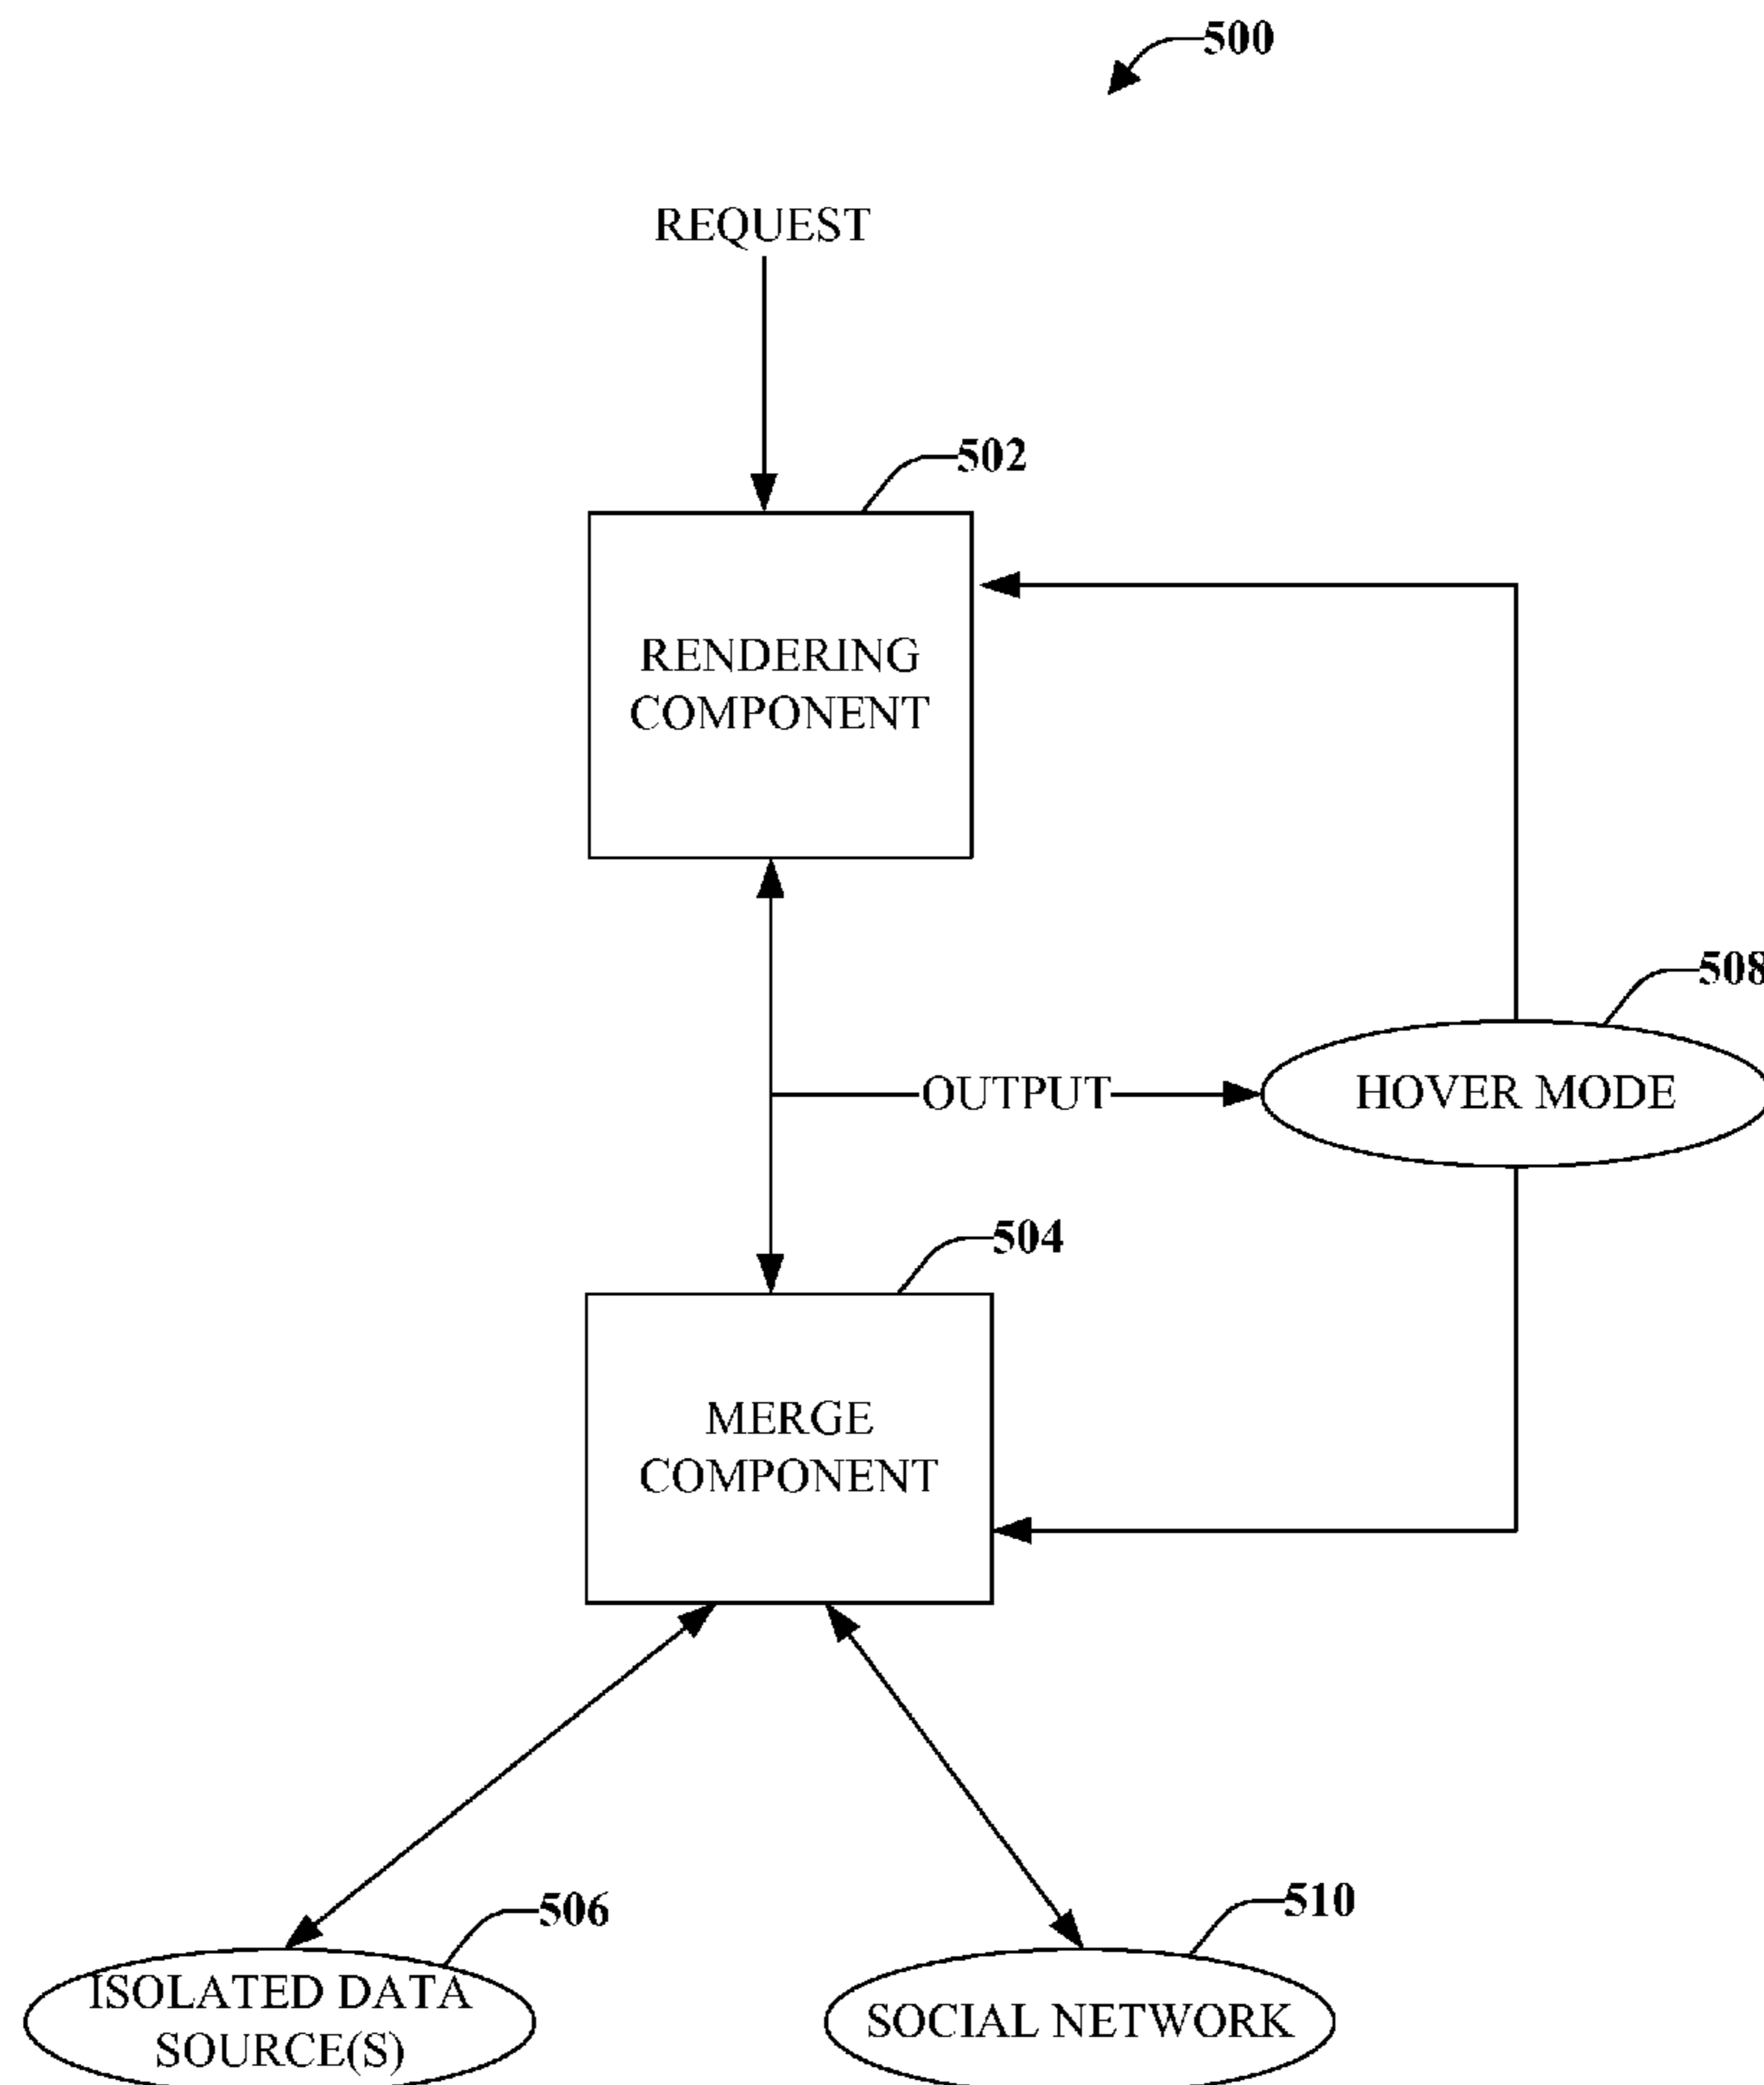 500
REQUEST
502
RENDERING
COMPONENT
508
OUTPUT
HOVER MODE
504
MERGE
COMPONENT
506
510
ISOLATED DATA
SOURCE(S)
SOCIAL NETWORK